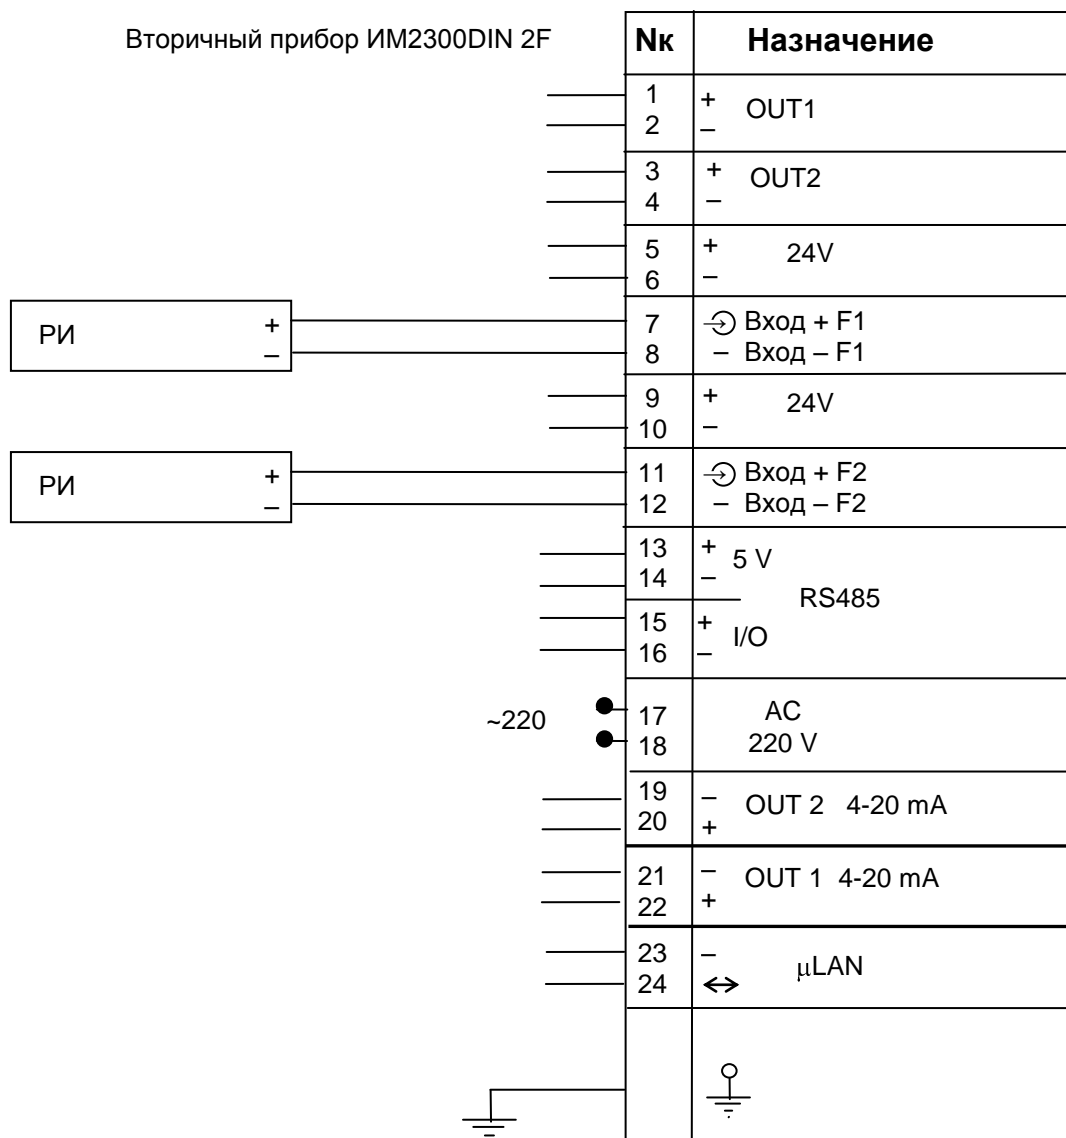 Вторичный прибор ИМ2300DIN 2F
Nк Назначение
1 + OUT1
2 –
3 + OUT2
4 –
5 + 24V
6 –
РИ + 7 Вход + F1
– 8 – Вход – F1
9 + 24V
10 –
РИ + 11 Вход + F2
– 12 – Вход – F2
13 + 5 V
14 –
RS485
15 + I/O
16 –
~220 17 AC
18 220 V
19 – OUT 2 4-20 mA
20 +
21 – OUT 1 4-20 mA
22 +
23 – µLAN
24 ↔